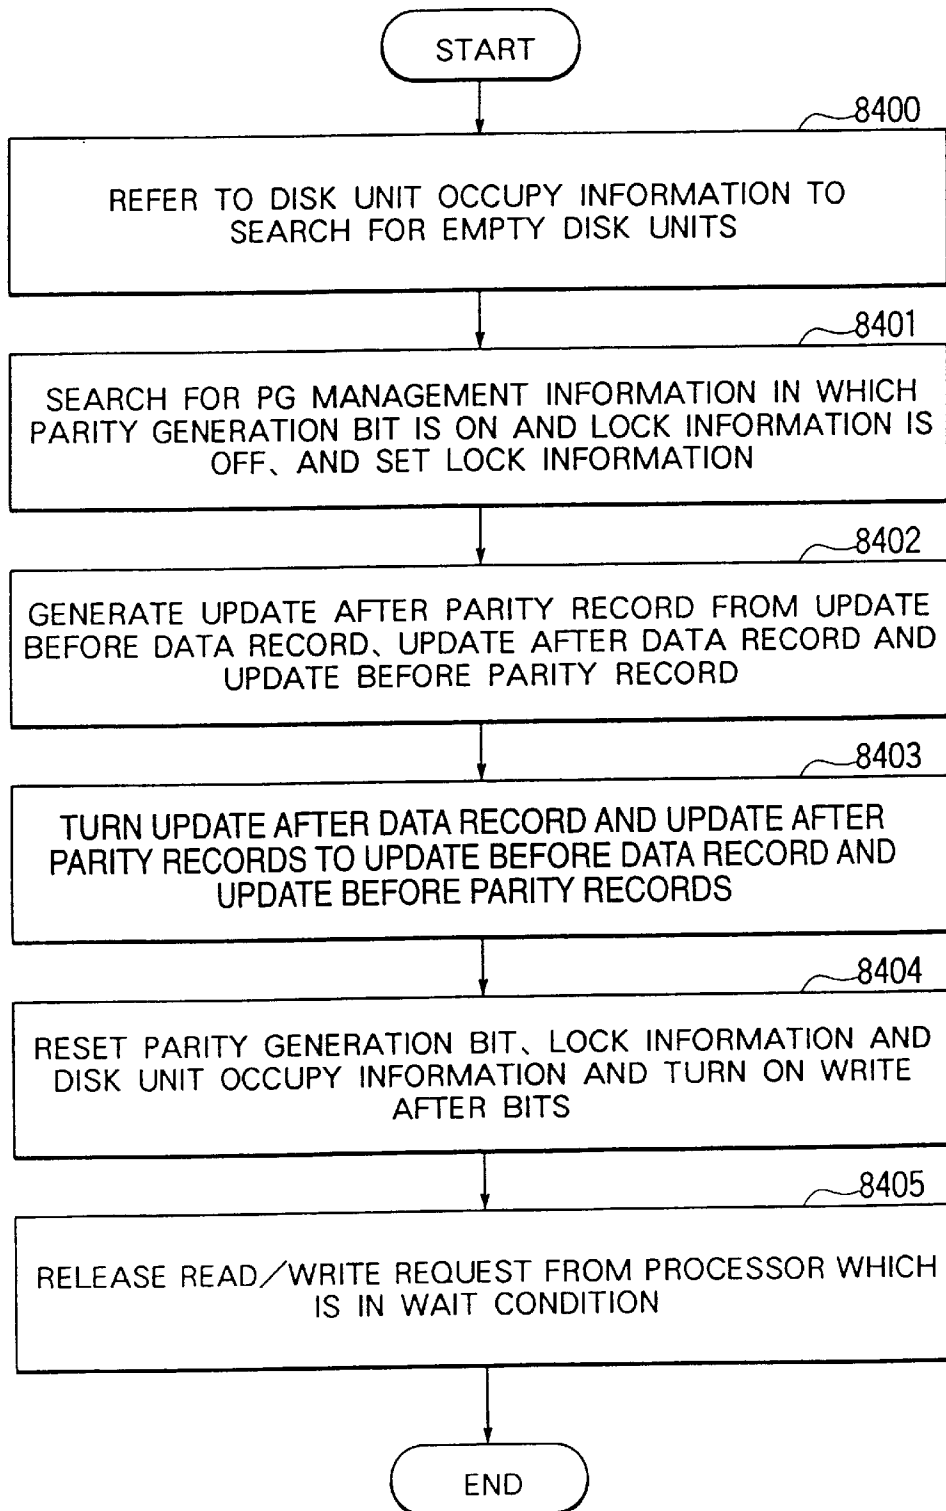 START
8400
REFER TO DISK UNIT OCCUPY INFORMATION TO
SEARCH FOR EMPTY DISK UNITS
8401
SEARCH FOR PG MANAGEMENT INFORMATION IN WHICH
PARITY GENERATION BIT IS ON AND LOCK INFORMATION IS
OFF、AND SET LOCK INFORMATION
8402
GENERATE UPDATE AFTER PARITY RECORD FROM UPDATE
BEFORE DATA RECORD、UPDATE AFTER DATA RECORD AND
UPDATE BEFORE PARITY RECORD
8403
TURN UPDATE AFTER DATA RECORD AND UPDATE AFTER
PARITY RECORDS TO UPDATE BEFORE DATA RECORD AND
UPDATE BEFORE PARITY RECORDS
8404
RESET PARITY GENERATION BIT、LOCK INFORMATION AND
DISK UNIT OCCUPY INFORMATION AND TURN ON WRITE
AFTER BITS
8405
RELEASE READ/WRITE REQUEST FROM PROCESSOR WHICH
IS IN WAIT CONDITION
END